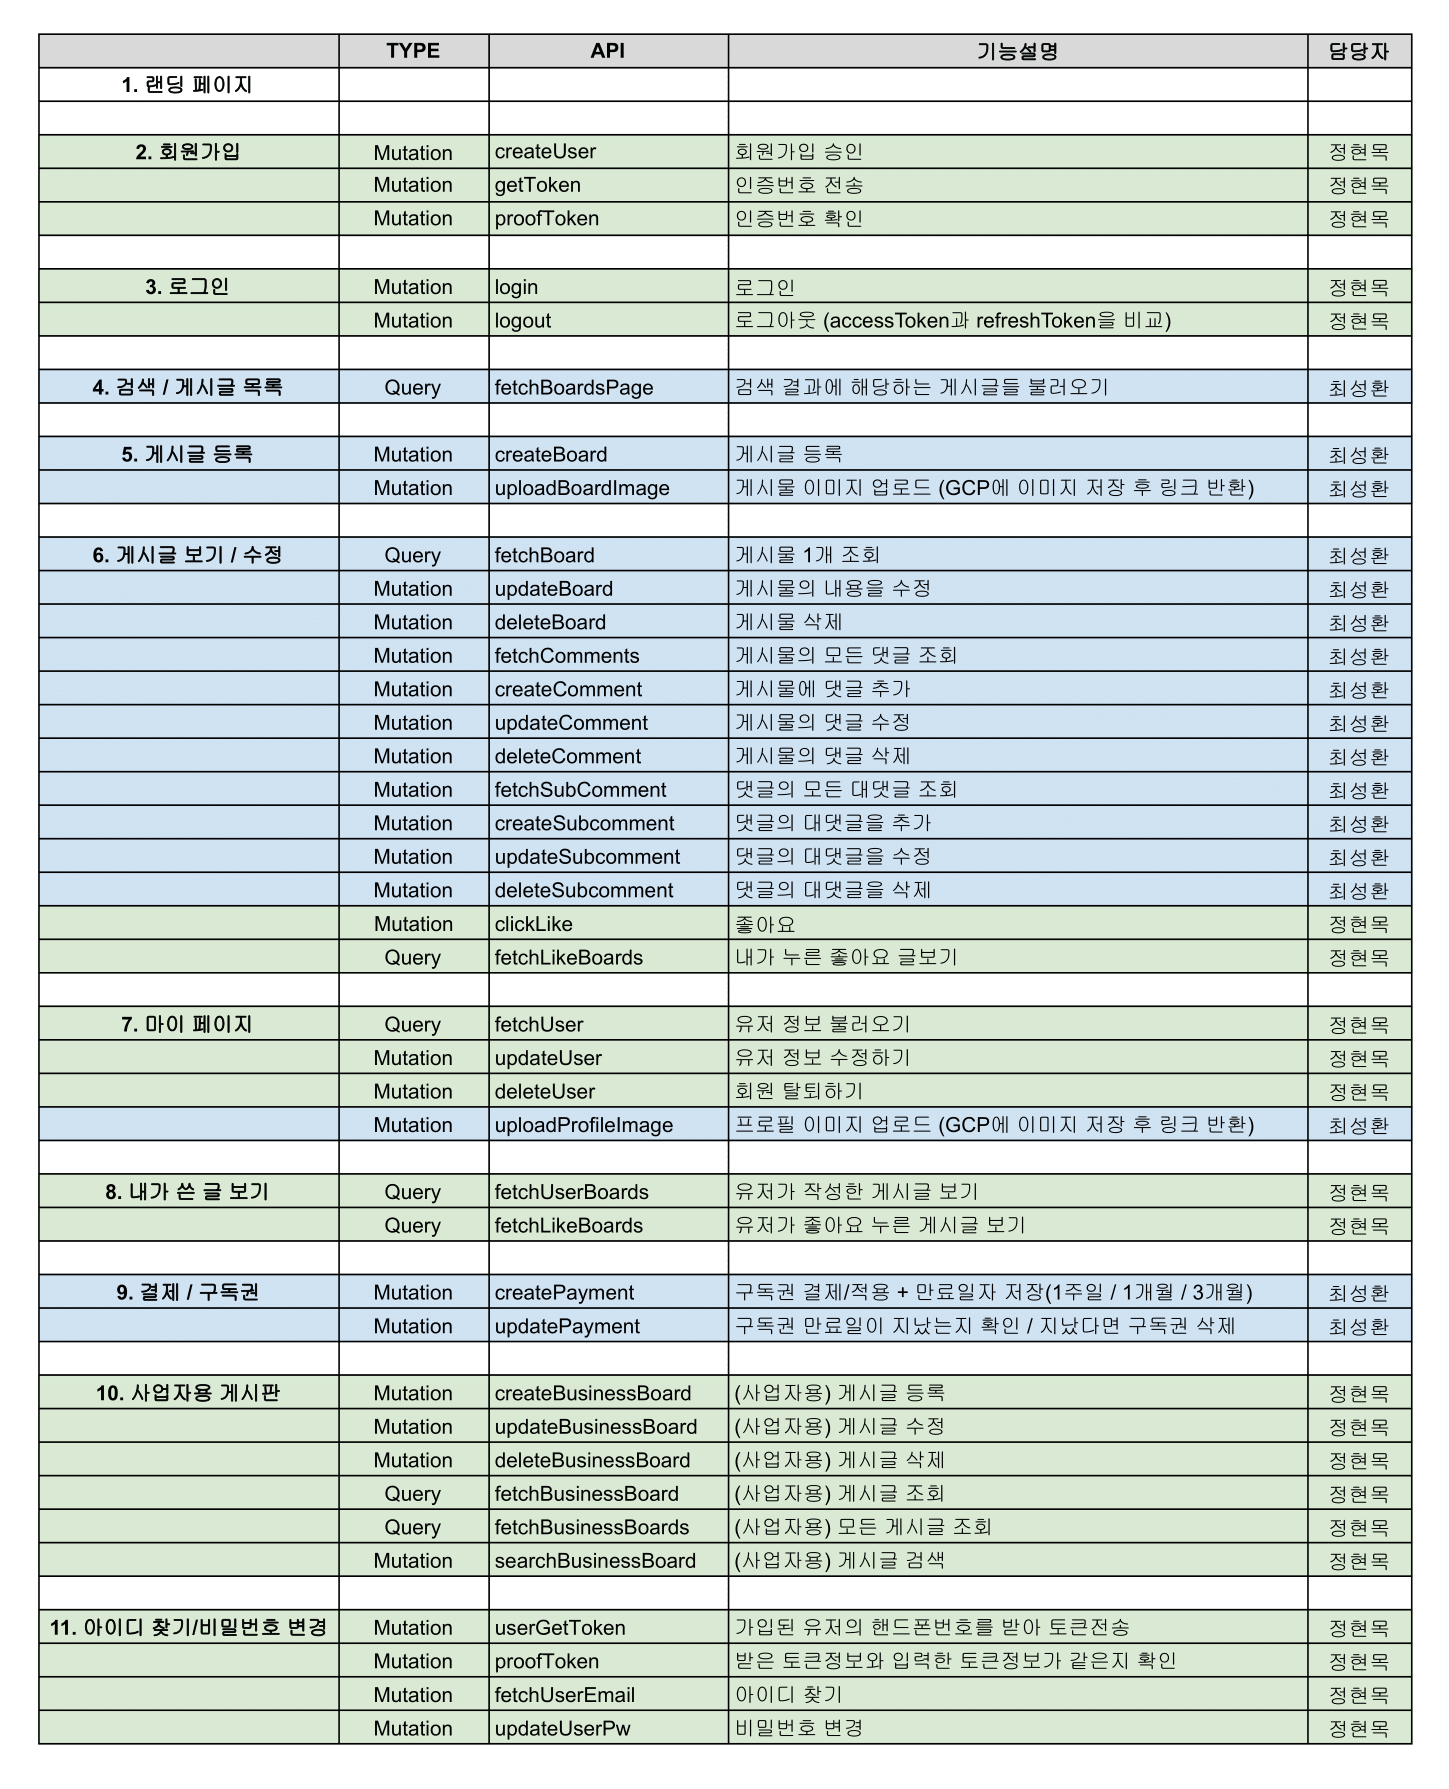 TYPE API 기능설명 담당자
1. 랜딩 페이지
2. 회원가입 Mutation createUser 회원가입 승인 정현목
Mutation getToken 인증번호 전송 정현목
Mutation proofToken 인증번호 확인 정현목
3. 로그인 Mutation login 로그인 정현목
Mutation logout 로그아웃 (accessToken과 refreshToken을 비교) 정현목
4. 검색 / 게시글 목록 Query fetchBoardsPage 검색 결과에 해당하는 게시글들 불러오기 최성환
5. 게시글 등록 Mutation createBoard 게시글 등록 최성환
Mutation uploadBoardImage 게시물 이미지 업로드 (GCP에 이미지 저장 후 링크 반환) 최성환
6. 게시글 보기 / 수정 Query fetchBoard 게시물 1개 조회 최성환
Mutation updateBoard 게시물의 내용을 수정 최성환
Mutation deleteBoard 게시물 삭제 최성환
Mutation fetchComments 게시물의 모든 댓글 조회 최성환
Mutation createComment 게시물에 댓글 추가 최성환
Mutation updateComment 게시물의 댓글 수정 최성환
Mutation deleteComment 게시물의 댓글 삭제 최성환
Mutation fetchSubComment 댓글의 모든 대댓글 조회 최성환
Mutation createSubcomment 댓글의 대댓글을 추가 최성환
Mutation updateSubcomment 댓글의 대댓글을 수정 최성환
Mutation deleteSubcomment 댓글의 대댓글을 삭제 최성환
Mutation clickLike 좋아요 정현목
Query fetchLikeBoards 내가 누른 좋아요 글보기 정현목
7. 마이 페이지 Query fetchUser 유저 정보 불러오기 정현목
Mutation updateUser 유저 정보 수정하기 정현목
Mutation deleteUser 회원 탈퇴하기 정현목
Mutation uploadProfileImage 프로필 이미지 업로드 (GCP에 이미지 저장 후 링크 반환) 최성환
8. 내가 쓴 글 보기 Query fetchUserBoards 유저가 작성한 게시글 보기 정현목
Query fetchLikeBoards 유저가 좋아요 누른 게시글 보기 정현목
9. 결제 / 구독권 Mutation createPayment 구독권 결제/적용 + 만료일자 저장(1주일 / 1개월 / 3개월) 최성환
Mutation updatePayment 구독권 만료일이 지났는지 확인 / 지났다면 구독권 삭제 최성환
10. 사업자용 게시판 Mutation createBusinessBoard (사업자용) 게시글 등록 정현목
Mutation updateBusinessBoard (사업자용) 게시글 수정 정현목
Mutation deleteBusinessBoard (사업자용) 게시글 삭제 정현목
Query fetchBusinessBoard (사업자용) 게시글 조회 정현목
Query fetchBusinessBoards (사업자용) 모든 게시글 조회 정현목
Mutation searchBusinessBoard (사업자용) 게시글 검색 정현목
11. 아이디 찾기/비밀번호 변경 Mutation userGetToken 가입된 유저의 핸드폰번호를 받아 토큰전송 정현목
Mutation proofToken 받은 토큰정보와 입력한 토큰정보가 같은지 확인 정현목
Mutation fetchUserEmail 아이디 찾기 정현목
Mutation updateUserPw 비밀번호 변경 정현목